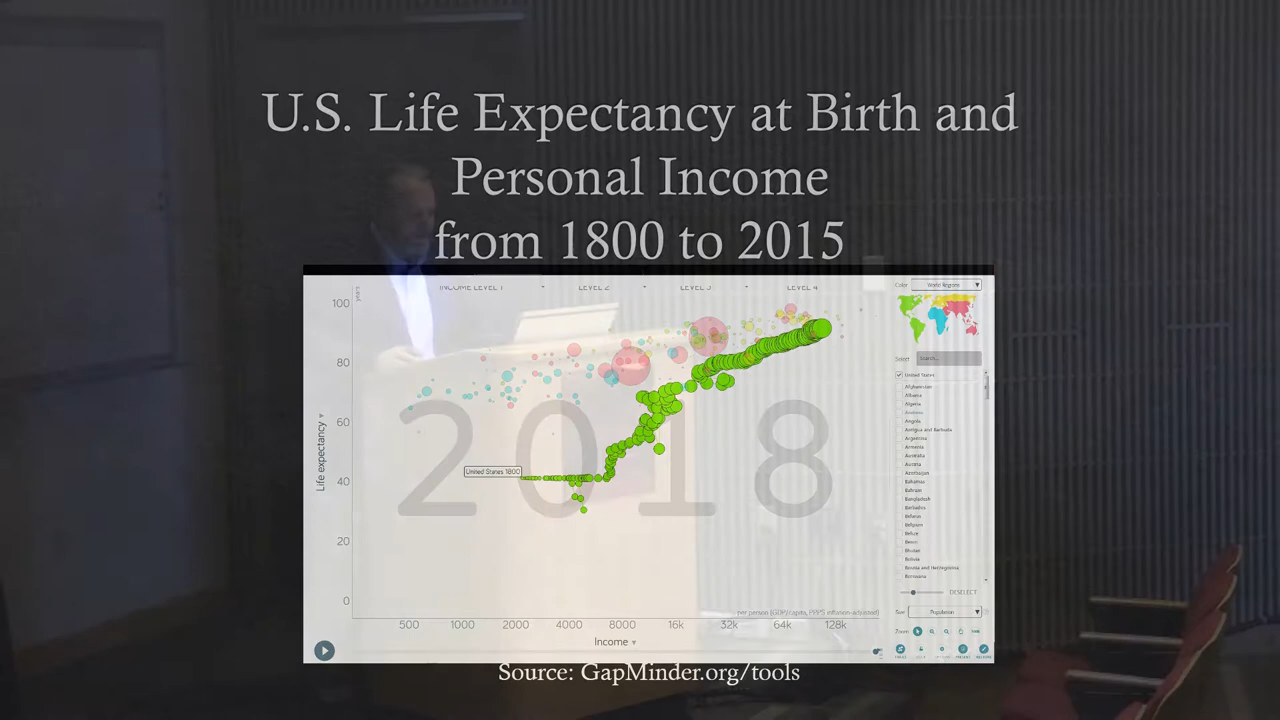 U.S. Life Expectancy at Birth and
Personal Income
from 1800 to 2015
INCOME LEVEL 1 LEVEL 2 LEVEL 3 LEVEL 4
Color World Regions
years
100
80
60
40
20
0
Life expectancy
2018
United States 1800
Select Search...
United States
Afghanistan
Albania
Algeria
Andorra
Angola
Antigua and Barbuda
Argentina
Armenia
Australia
Austria
Azerbaijan
Bahamas
Bahrain
Bangladesh
Barbados
Belarus
Belgium
Belize
Benin
Bhutan
Bolivia
Bosnia and Herzegovina
Botswana
DESELECT
Size Population
Zoom 100%
per person (GDP/capita, PPP$ inflation-adjusted)
500 1000 2000 4000 8000 16k 32k 64k 128k
Income
Source: GapMinder.org/tools